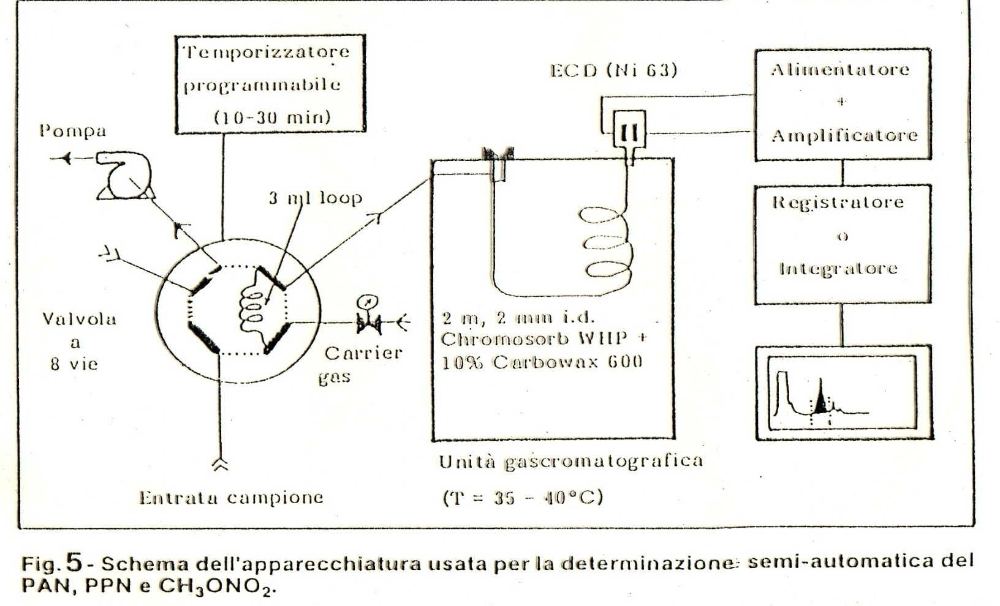 Temporizzatore
programmabile
(10-30 min)
ECD (Ni 63)
Alimentatore
+
Amplificatore
Pompa
3 ml loop
Registratore
o
Integratore
Valvola
a
8 vie
Carrier
gas
2 m, 2 mm i.d.
Chromosorb WHP +
10% Carbowax 600
Entrata campione
Unità gascromatografica
(T = 35 - 40°C)
Fig. 5 - Schema dell'apparecchiatura usata per la determinazione semi-automatica del
PAN, PPN e CH₃ONO₂.